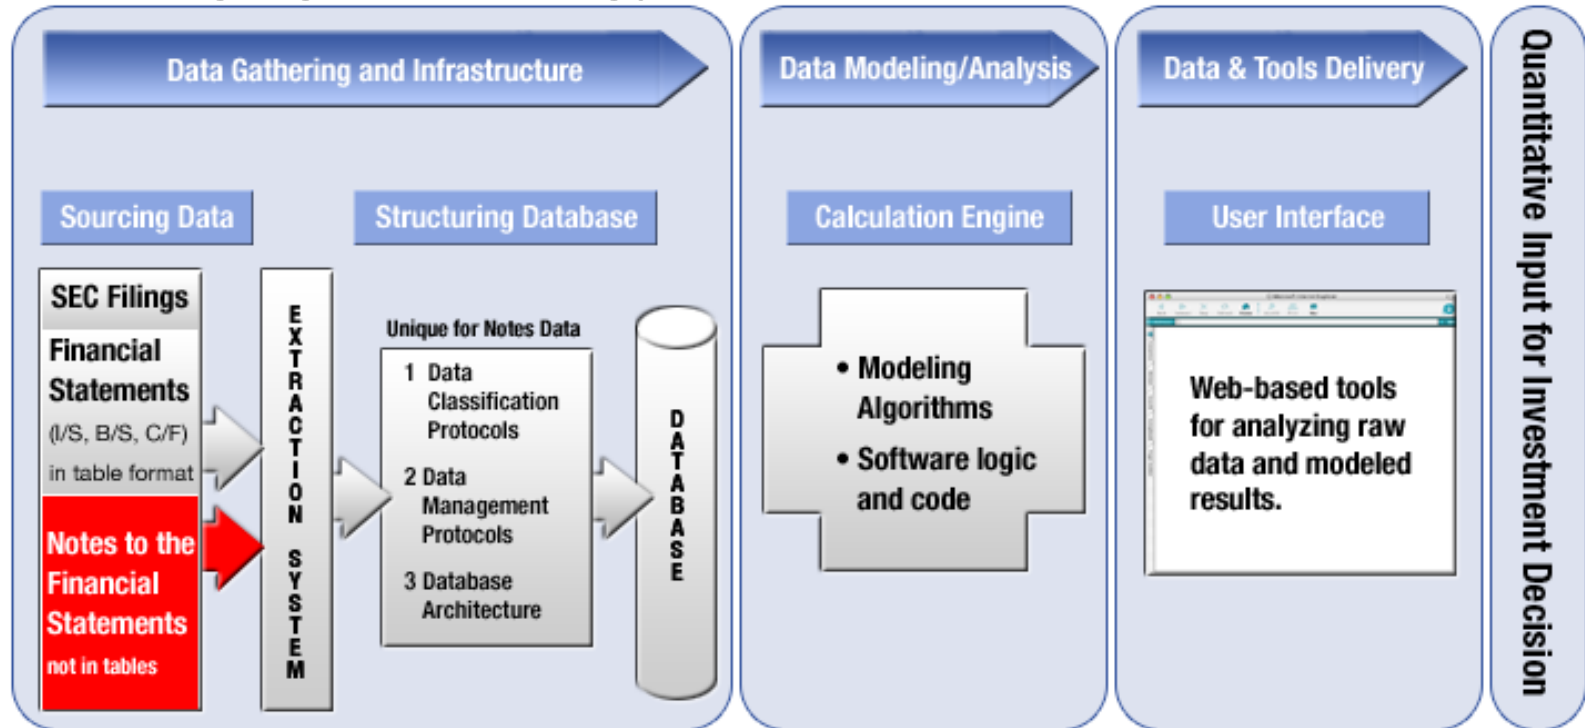 Data Gathering and Infrastructure
Data Modeling/Analysis
Data & Tools Delivery
Quantitative Input for Investment Decision
Sourcing Data
Structuring Database
Calculation Engine
User Interface
SEC Filings
Financial
Statements
(I/S, B/S, C/F)
in table format
Notes to the
Financial
Statements
not in tables
EXTRACTION SYSTEM
Unique for Notes Data
1 Data
Classification
Protocols
2 Data
Management
Protocols
3 Database
Architecture
DATABASE
• Modeling
Algorithms
• Software logic
and code
Web-based tools
for analyzing raw
data and modeled
results.